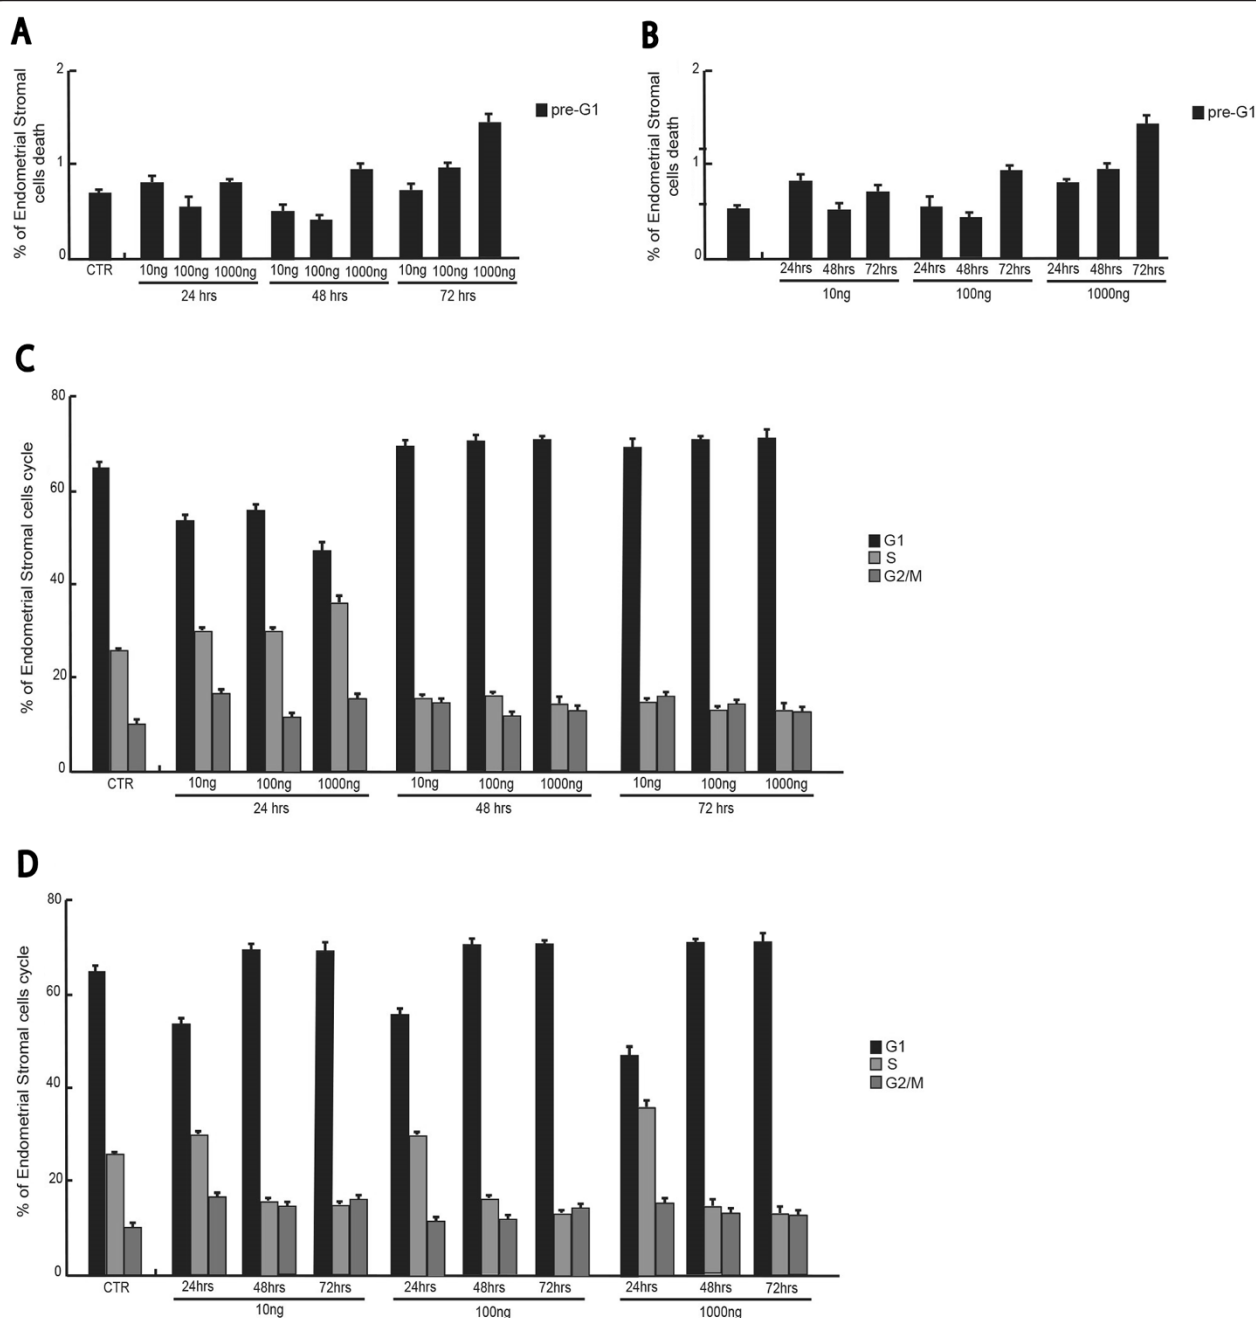 A
% of Endometrial Stromal
cells death
2
1
0
CTR
10ng 100ng 1000ng 10ng 100ng 1000ng 10ng 100ng 1000ng
24 hrs 48 hrs 72 hrs
pre-G1
B
% of Endometrial Stromal
cells death
2
1
0
24hrs 48hrs 72hrs 24hrs 48hrs 72hrs 24hrs 48hrs 72hrs
10ng 100ng 1000ng
pre-G1
C
% of Endometrial Stromal cells cycle
80
60
40
20
0
CTR 10ng 100ng 1000ng 10ng 100ng 1000ng 10ng 100ng 1000ng
24 hrs 48 hrs 72 hrs
G1
S
G2/M
D
% of Endometrial Stromal cells cycle
80
60
40
20
0
CTR 24hrs 48hrs 72hrs 24hrs 48hrs 72hrs 24hrs 48hrs 72hrs
10ng 100ng 1000ng
G1
S
G2/M